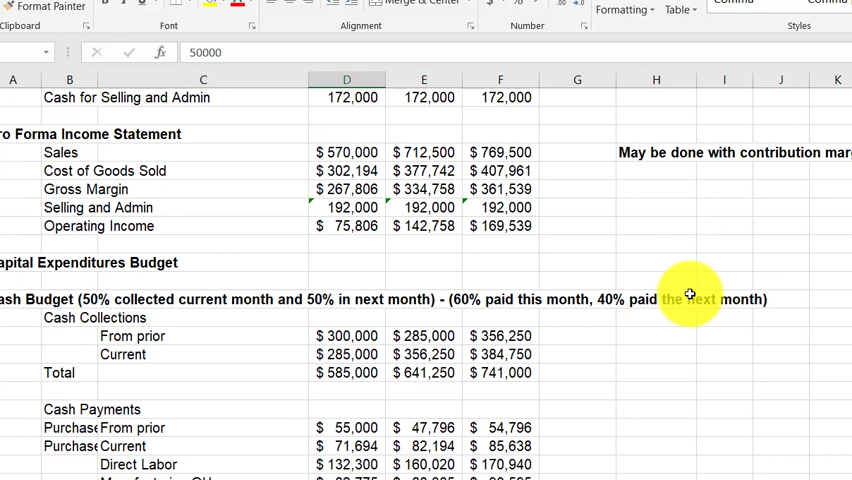 Format Painter
Merge & Center
Formatting
Table
Clipboard
Font
Alignment
Number
Styles
fx 50000
A B C D E F G H I J K
Cash for Selling and Admin 172,000 172,000 172,000
ro Forma Income Statement
Sales $ 570,000 $ 712,500 $ 769,500 May be done with contribution mar
Cost of Goods Sold $ 302,194 $ 377,742 $ 407,961
Gross Margin $ 267,806 $ 334,758 $ 361,539
Selling and Admin 192,000 192,000 192,000
Operating Income $ 75,806 $ 142,758 $ 169,539
apital Expenditures Budget
ash Budget (50% collected current month and 50% in next month) - (60% paid this month, 40% paid the next month)
Cash Collections
From prior $ 300,000 $ 285,000 $ 356,250
Current $ 285,000 $ 356,250 $ 384,750
Total $ 585,000 $ 641,250 $ 741,000
Cash Payments
Purchase From prior $ 55,000 $ 47,796 $ 54,796
Purchase Current $ 71,694 $ 82,194 $ 85,638
Direct Labor $ 132,300 $ 160,020 $ 170,940